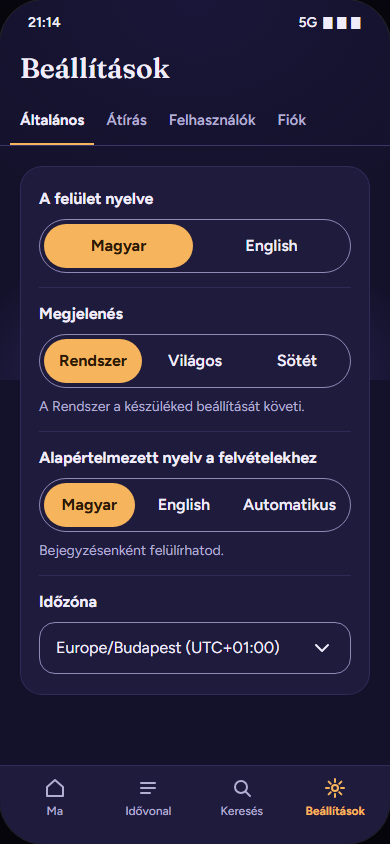 21:14
5G
Beállítások
Általános Átírás Felhasználók Fiók
A felület nyelve
Magyar English
Megjelenés
Rendszer Világos Sötét
A Rendszer a készüléked beállítását követi.
Alapértelmezett nyelv a felvételekhez
Magyar English Automatikus
Bejegyzésenként felülírhatod.
Időzóna
Europe/Budapest (UTC+01:00)
Ma Idővonal Keresés Beállítások